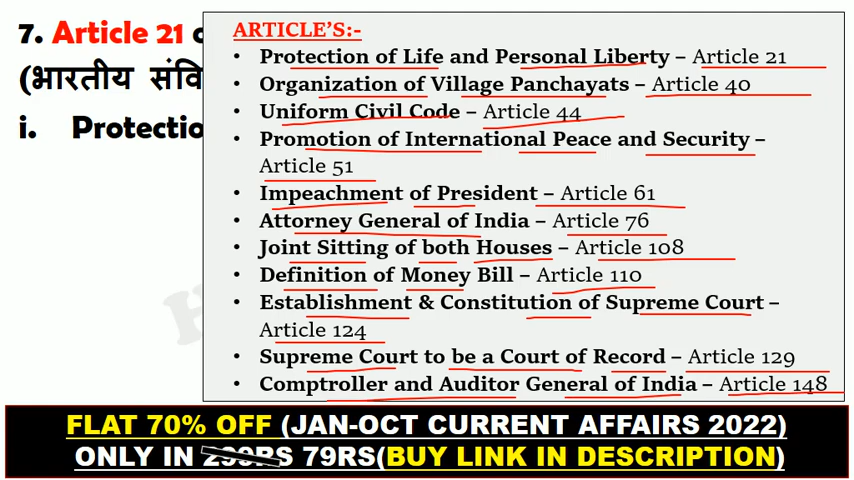 7. Article 21 
(भारतीय
i. Protectio
ARTICLE'S:-
• Protection of Life and Personal Liberty – Article 21
• Organization of Village Panchayats – Article 40
• Uniform Civil Code – Article 44
• Promotion of International Peace and Security –
Article 51
• Impeachment of President – Article 61
• Attorney General of India – Article 76
• Joint Sitting of both Houses – Article 108
• Definition of Money Bill – Article 110
• Establishment & Constitution of Supreme Court –
Article 124
• Supreme Court to be a Court of Record – Article 129
• Comptroller and Auditor General of India – Article 148
FLAT 70% OFF (JAN-OCT CURRENT AFFAIRS 2022)
ONLY IN 299RS 79RS(BUY LINK IN DESCRIPTION)